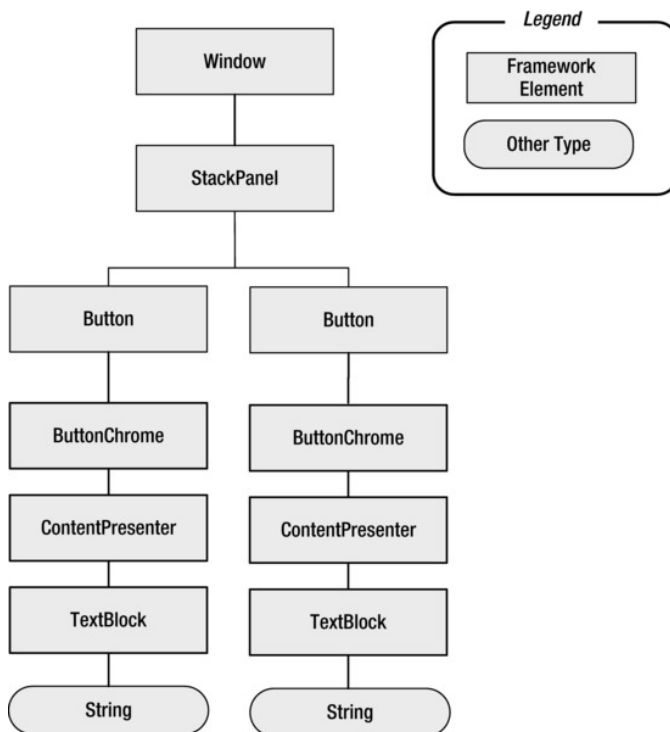 Legend
Window
Framework
Element
Other Type
StackPanel
Button
Button
ButtonChrome
ButtonChrome
ContentPresenter
ContentPresenter
TextBlock
TextBlock
String
String